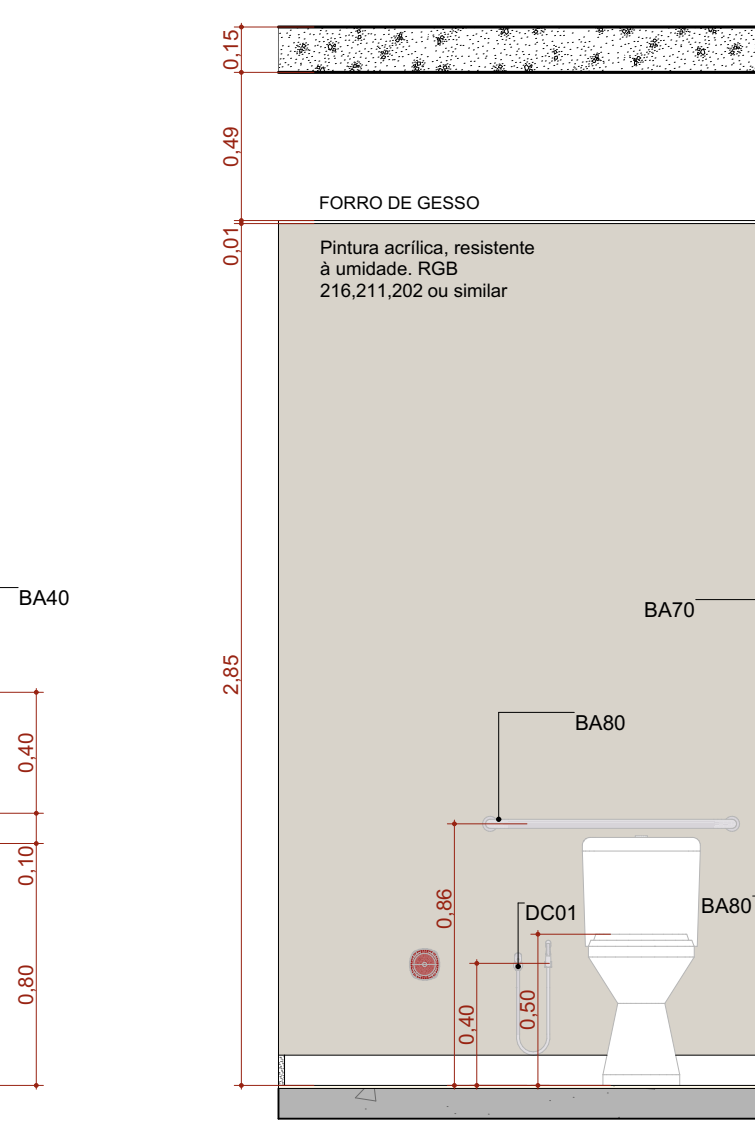 0,15
0,49
FORRO DE GESSO
0,01
Pintura acrílica, resistente
à umidade. RGB
216,211,202 ou similar
BA40
BA70
2,85
BA80
0,40
0,10
0,86
DC01
BA80
0,80
0,40
0,50